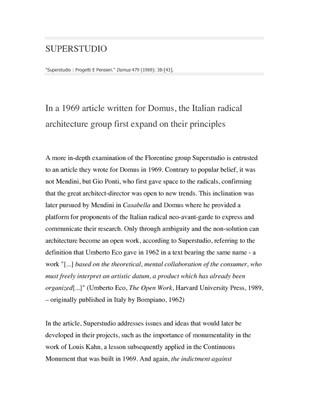 SUPERSTUDIO
"Superstudio : Progetti E Pensieri." Domus 479 (1969): 38-[43],
In a 1969 article written for Domus, the Italian radical
architecture group first expand on their principles
A more in-depth examination of the Florentine group Superstudio is entrusted
to an article they wrote for Domus in 1969. Contrary to popular belief, it was
not Mendini, but Gio Ponti, who first gave space to the radicals, confirming
that the great architect-director was open to new trends. This inclination was
later pursued by Mendini in Casabella and Domus where he provided a
platform for proponents of the Italian radical neo-avant-garde to express and
communicate their research. Only through ambiguity and the non-solution can
architecture become an open work, according to Superstudio, referring to the
definition that Umberto Eco gave in 1962 in a text bearing the same name - a
work "[...] based on the theoretical, mental collaboration of the consumer, who
must freely interpret an artistic datum, a product which has already been
organized[...]" (Umberto Eco, The Open Work, Harvard University Press, 1989,
– originally published in Italy by Bompiano, 1962)
In the article, Superstudio addresses issues and ideas that would later be
developed in their projects, such as the importance of monumentality in the
work of Louis Kahn, a lesson subsequently applied in the Continuous
Monument that was built in 1969. And again, the indictment against